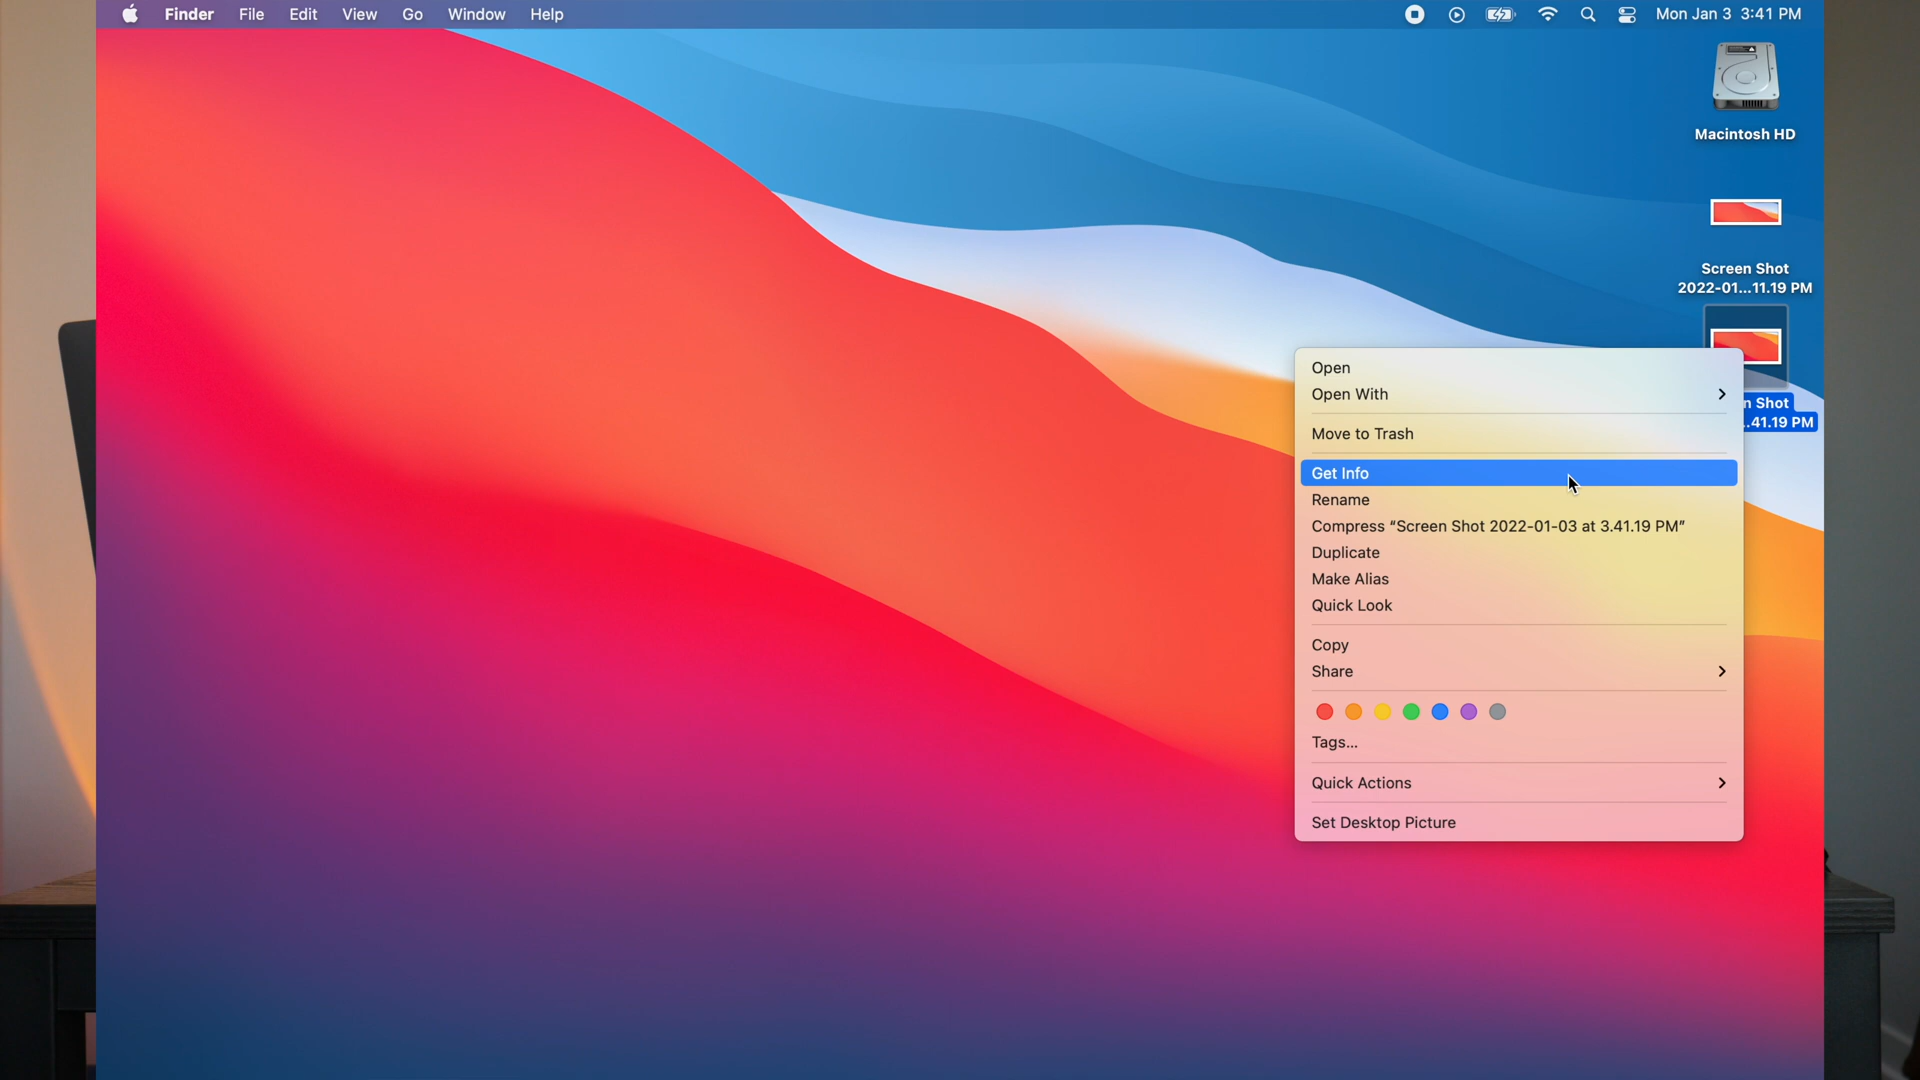 Finder File Edit View Go Window Help Mon Jan 3 3:41 PM
Macintosh HD
Screen Shot
2022-01...11.19 PM
n Shot
..41.19 PM
Open
Open With
Move to Trash
Get Info
Rename
Compress “Screen Shot 2022-01-03 at 3.41.19 PM”
Duplicate
Make Alias
Quick Look
Copy
Share
Tags...
Quick Actions
Set Desktop Picture